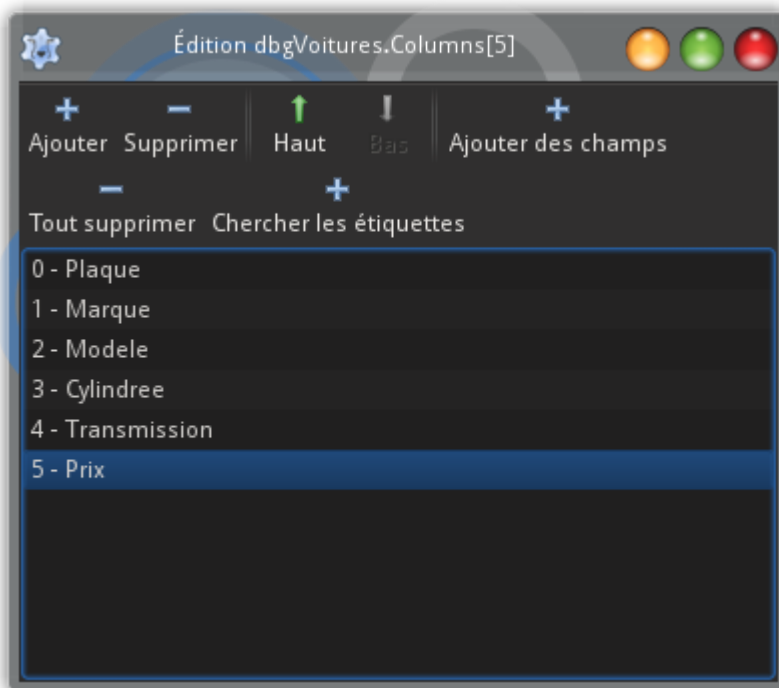 Édition dbgVoitures.Columns[5]
Ajouter Supprimer Haut Bas Ajouter des champs
Tout supprimer Chercher les étiquettes
0 - Plaque
1 - Marque
2 - Modele
3 - Cylindree
4 - Transmission
5 - Prix